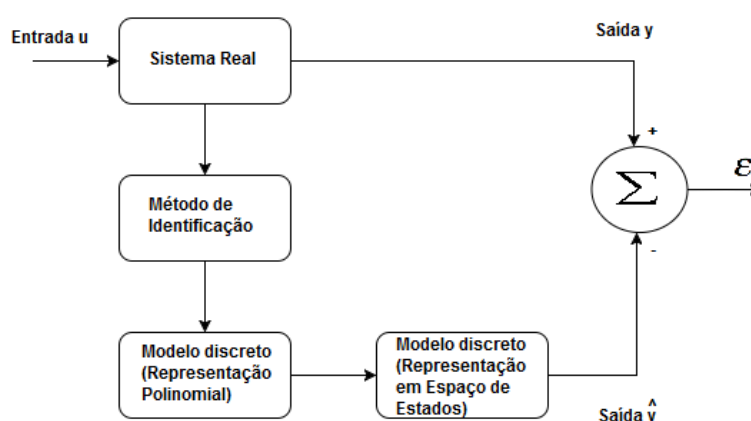 Saída y
Entrada u
Sistema Real
+
Σ
ε
Método de
Identificação
-
Modelo discreto
(Representação
Polinomial)
Modelo discreto
(Representação
em Espaço de
Estados)
Saída ŷ